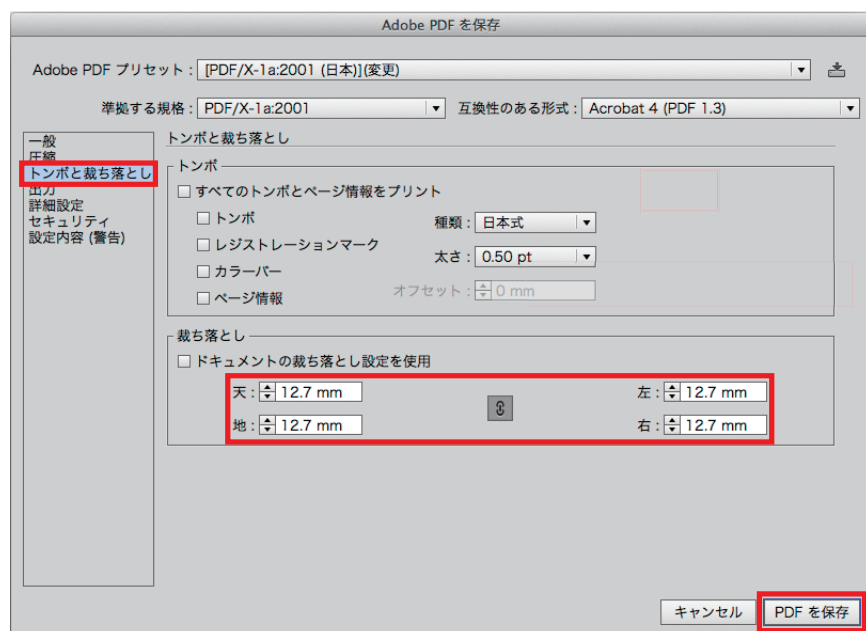 Adobe PDF を保存
Adobe PDF プリセット : [PDF/X-1a:2001 (日本)](変更)
準拠する規格 : PDF/X-1a:2001 互換性のある形式 : Acrobat 4 (PDF 1.3)
一般
圧縮
トンボと裁ち落とし
出力
詳細設定
セキュリティ
設定内容 (警告)
トンボと裁ち落とし
トンボ
すべてのトンボとページ情報をプリント
トンボ 種類 : 日本式
レジストレーションマーク 太さ : 0.50 pt
カラーバー
ページ情報 オフセット : 0 mm
裁ち落とし
ドキュメントの裁ち落とし設定を使用
天 : 12.7 mm 左 : 12.7 mm
地 : 12.7 mm 右 : 12.7 mm
キャンセル PDF を保存